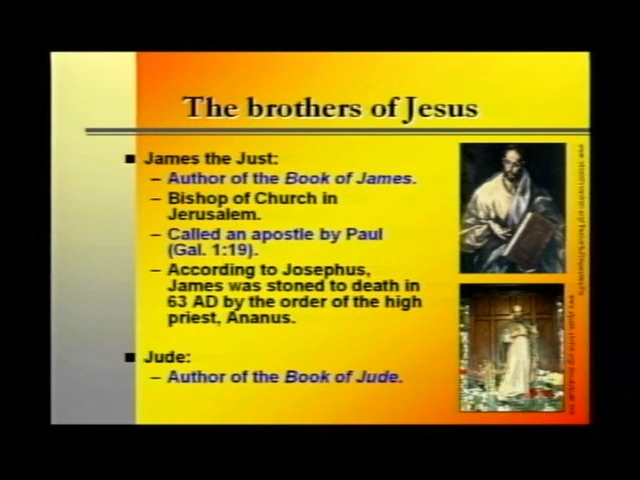 The brothers of Jesus
■ James the Just:
– Author of the Book of James.
– Bishop of Church in
Jerusalem.
– Called an apostle by Paul
(Gal. 1:19).
– According to Josephus,
James was stoned to death in
63 AD by the order of the high
priest, Ananus.
■ Jude:
– Author of the Book of Jude.